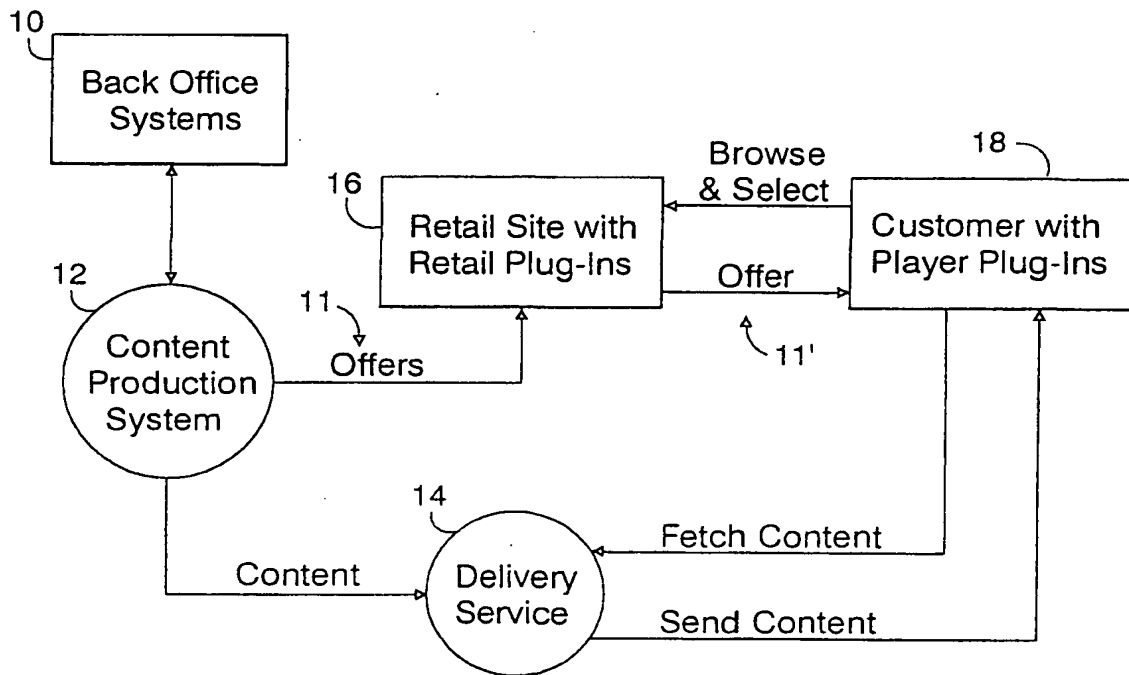 10
Back Office
Systems
12
Content
Production
System
11
Offers
16
Retail Site with
Retail Plug-Ins
Browse
& Select
Offer
11'
18
Customer with
Player Plug-Ins
Content
14
Delivery
Service
Fetch Content
Send Content